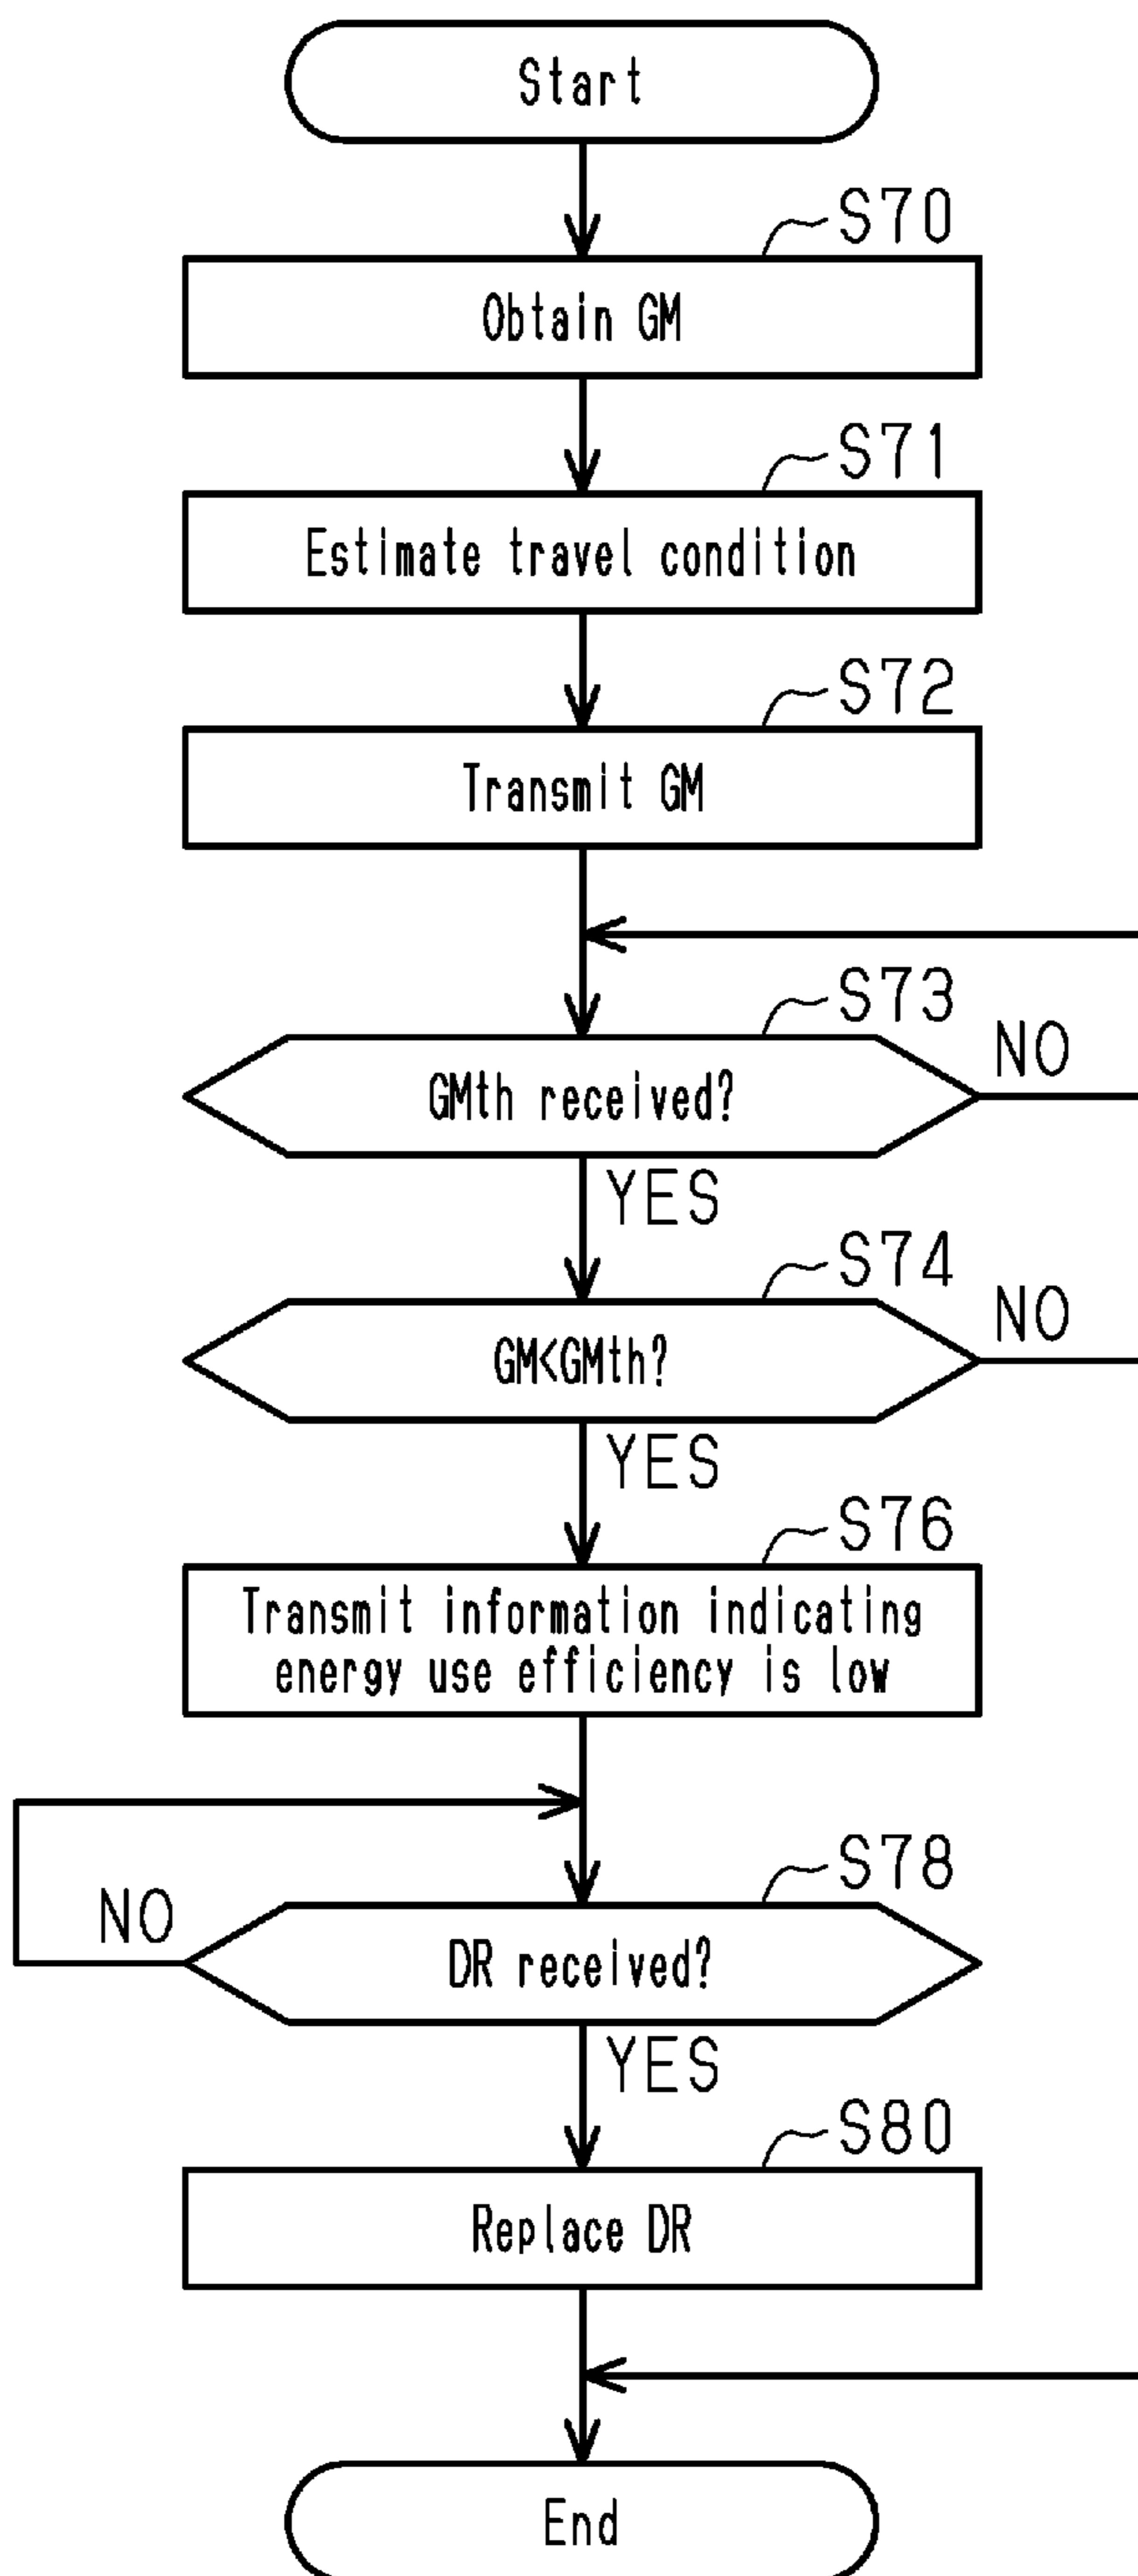 Start
S70
Obtain GM
S71
Estimate travel condition
S72
Transmit GM
S73
GMth received?
NO
YES
S74
GM<GMth?
NO
YES
S76
Transmit information indicating
energy use efficiency is low
S78
DR received?
NO
YES
S80
Replace DR
End